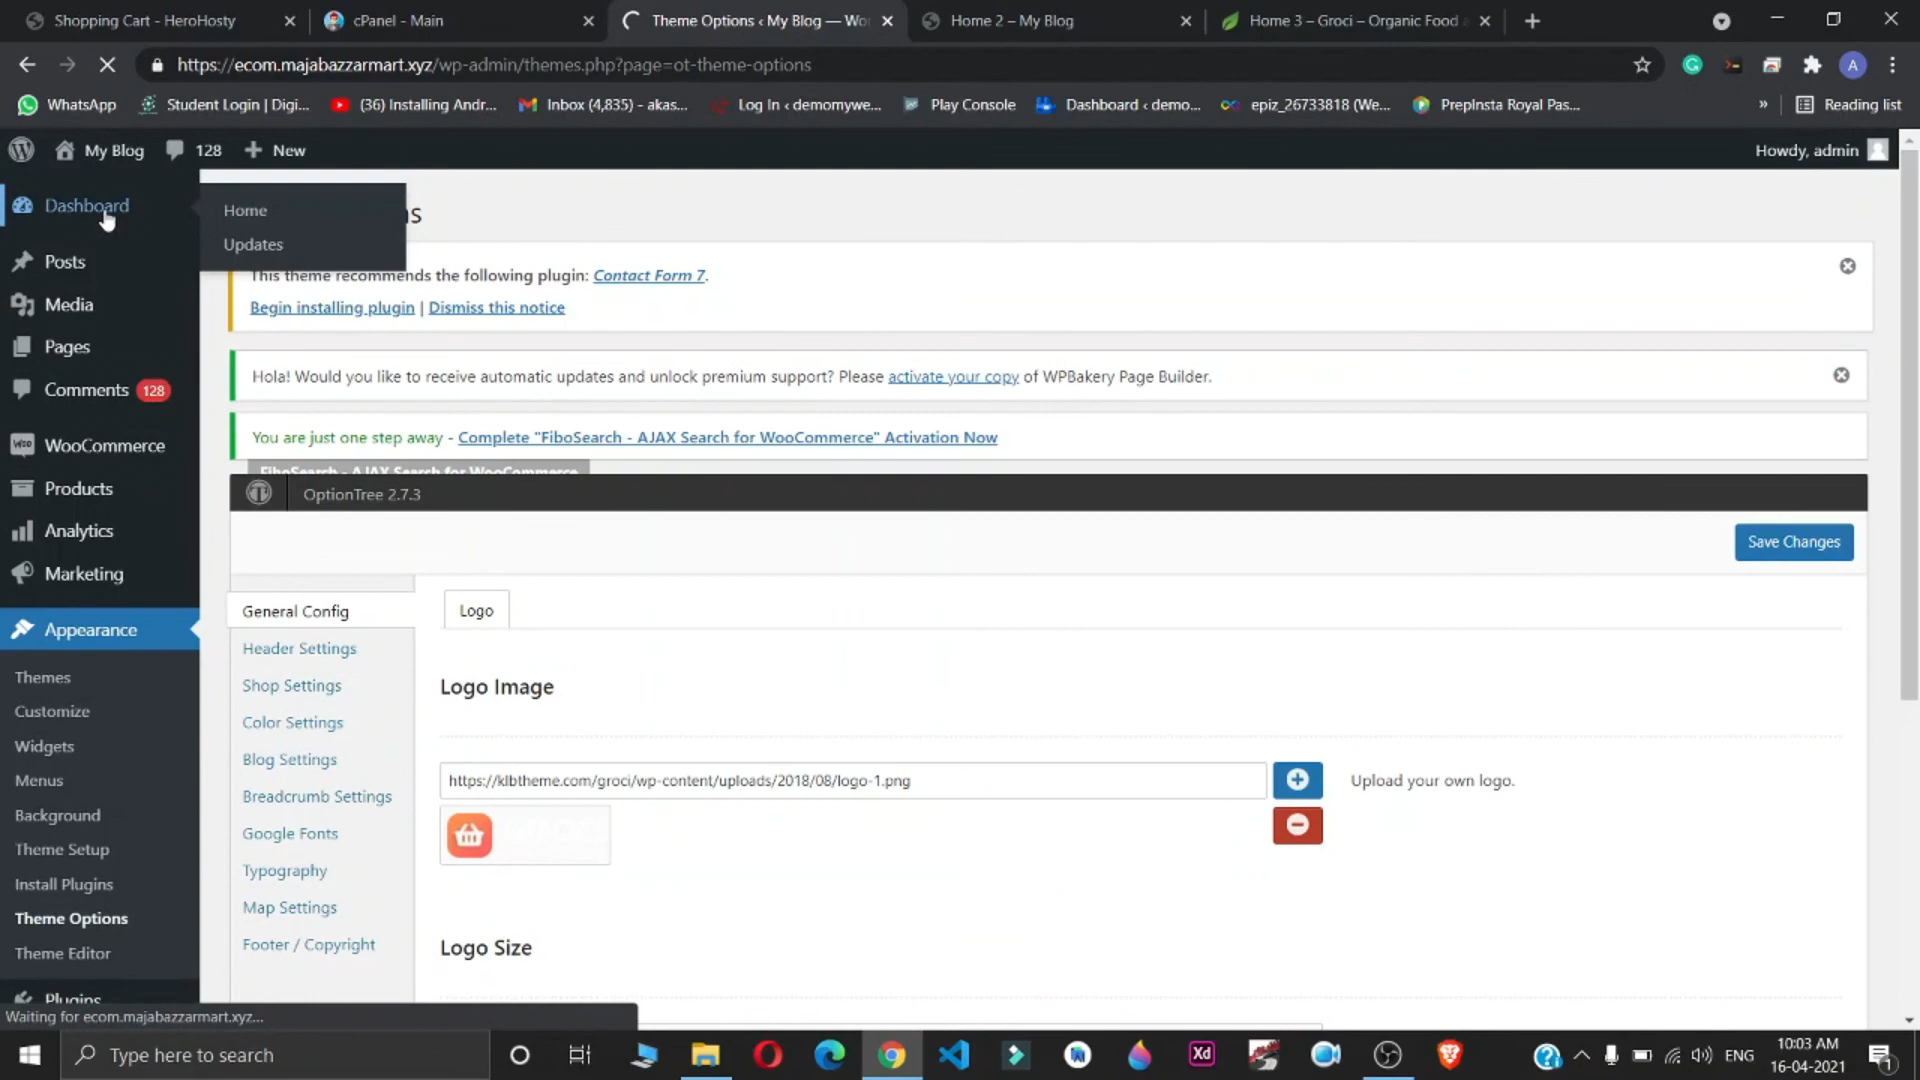 Shopping Cart - HeroHosty
cPanel - Main
Theme Options ‹ My Blog — Wo
Home 2 – My Blog
Home 3 – Groci – Organic Food
https://ecom.majabazzarmart.xyz/wp-admin/themes.php?page=ot-theme-options
A
WhatsApp
Student Login | Digi...
(36) Installing Andr...
Inbox (4,835) - akas...
Log In ‹ demomywe...
Play Console
Dashboard ‹ demo...
epiz_26733818 (We...
PrepInsta Royal Pas...
»
Reading list
My Blog
128
New
Howdy, admin
Dashboard
Home
Updates
Posts
Media
Pages
Comments 128
WooCommerce
Products
Analytics
Marketing
Appearance
Themes
Customize
Widgets
Menus
Background
Theme Setup
Install Plugins
Theme Options
Theme Editor
Plugins
This theme recommends the following plugin: Contact Form 7.
Begin installing plugin | Dismiss this notice
Hola! Would you like to receive automatic updates and unlock premium support? Please activate your copy of WPBakery Page Builder.
You are just one step away - Complete "FiboSearch - AJAX Search for WooCommerce" Activation Now
FiboSearch - AJAX Search for WooCommerce
OptionTree 2.7.3
Save Changes
General Config
Header Settings
Shop Settings
Color Settings
Blog Settings
Breadcrumb Settings
Google Fonts
Typography
Map Settings
Footer / Copyright
Logo
Logo Image
https://klbtheme.com/groci/wp-content/uploads/2018/08/logo-1.png
Upload your own logo.
Logo Size
Waiting for ecom.majabazzarmart.xyz...
Type here to search
Xd
ENG
10:03 AM
16-04-2021
1